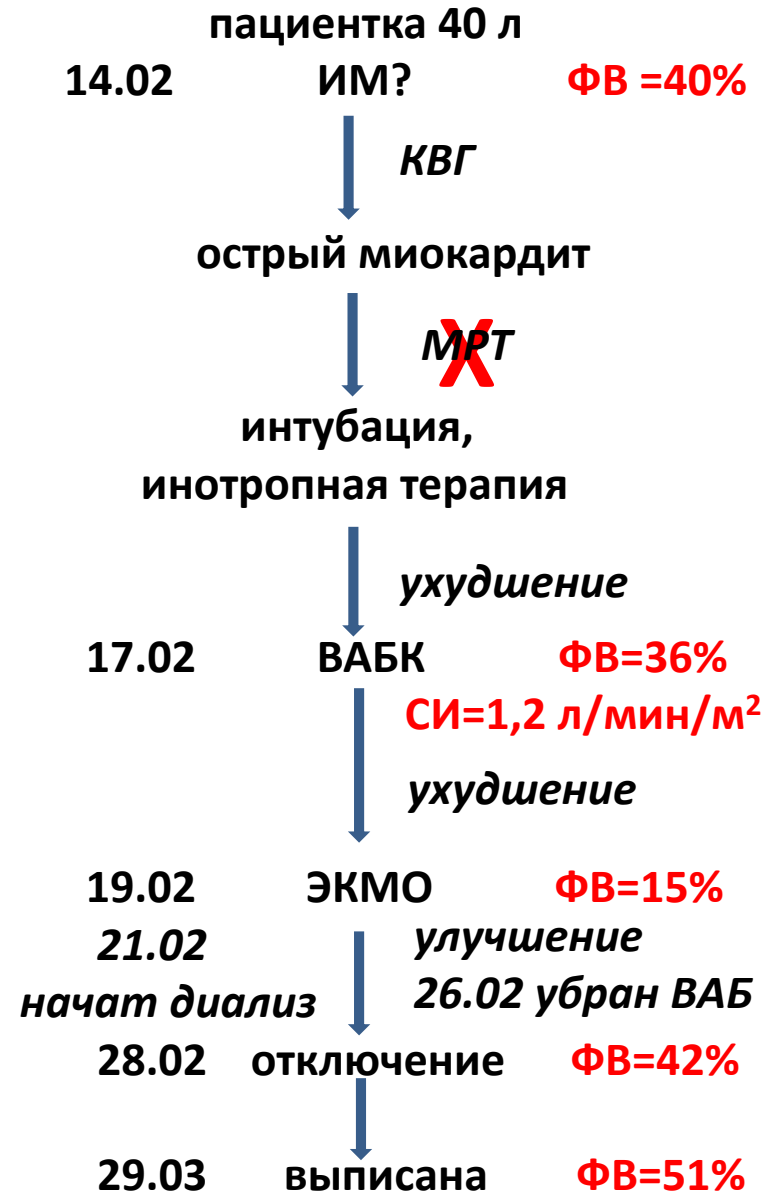 пациентка 40 л
14.02 ИМ? ФВ =40%
КВГ
острый миокардит
МРТ
X
интубация,
инотропная терапия
ухудшение
17.02 ВАБК ФВ=36%
СИ=1,2 л/мин/м²
ухудшение
19.02 ЭКМО ФВ=15%
21.02 улучшение
начат диализ 26.02 убран ВАБ
28.02 отключение ФВ=42%
29.03 выписана ФВ=51%